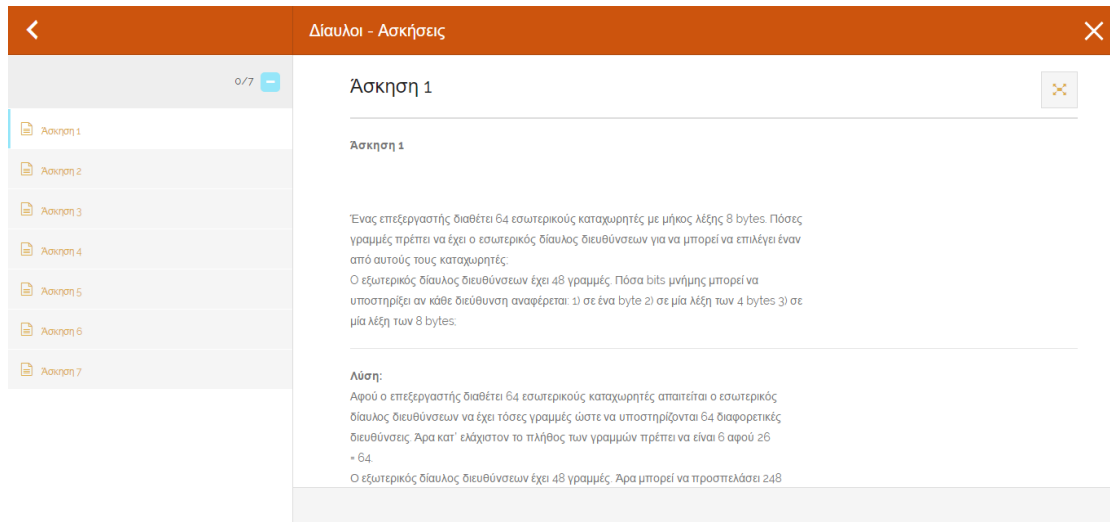 Δίαυλοι - Ασκήσεις
0/7
Άσκηση 1
Άσκηση 2
Άσκηση 3
Άσκηση 4
Άσκηση 5
Άσκηση 6
Άσκηση 7
Άσκηση 1
Άσκηση 1
Ένας επεξεργαστής διαθέτει 64 εσωτερικούς καταχωρητές με μήκος λέξης 8 bytes. Πόσες
γραμμές πρέπει να έχει ο εσωτερικός δίαυλος διευθύνσεων για να μπορεί να επιλέγει έναν
από αυτούς τους καταχωρητές;
Ο εξωτερικός δίαυλος διευθύνσεων έχει 48 γραμμές. Πόσα bits μνήμης μπορεί να
υποστηρίξει αν κάθε διεύθυνση αναφέρεται: 1) σε ένα byte 2) σε μία λέξη των 4 bytes 3) σε
μία λέξη των 8 bytes;
Λύση:
Αφού ο επεξεργαστής διαθέτει 64 εσωτερικούς καταχωρητές απαιτείται ο εσωτερικός
δίαυλος διευθύνσεων να έχει τόσες γραμμές ώστε να υποστηρίζονται 64 διαφορετικές
διευθύνσεις. Άρα κατ' ελάχιστον το πλήθος των γραμμών πρέπει να είναι 6 αφού 26
= 64.
Ο εξωτερικός δίαυλος διευθύνσεων έχει 48 γραμμές. Άρα μπορεί να προσπελάσει 248